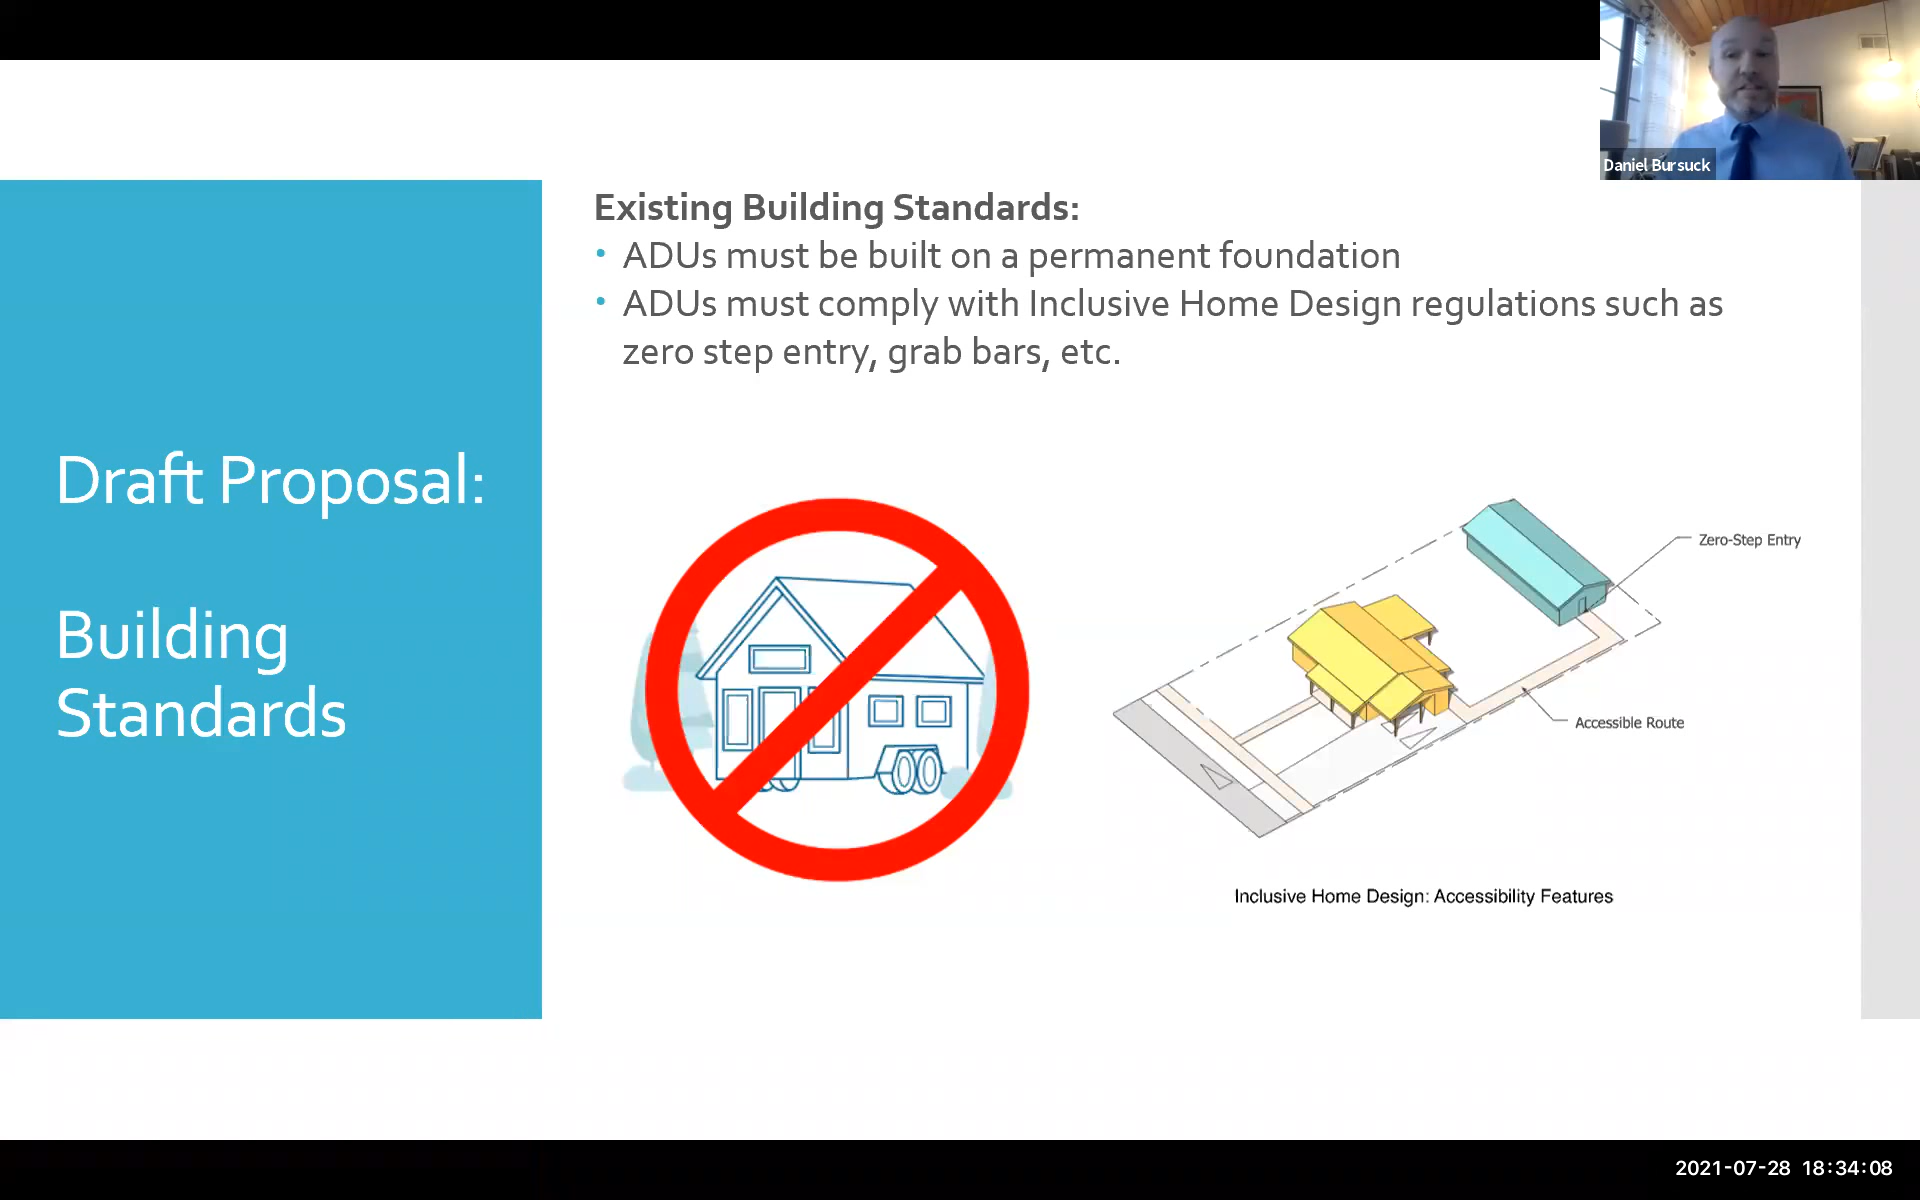 Daniel Bursuck
Existing Building Standards:
• ADUs must be built on a permanent foundation
• ADUs must comply with Inclusive Home Design regulations such as
zero step entry, grab bars, etc.
Draft Proposal:
Building
Standards
Zero-Step Entry
Accessible Route
Inclusive Home Design: Accessibility Features
2021-07-28 18:34:08